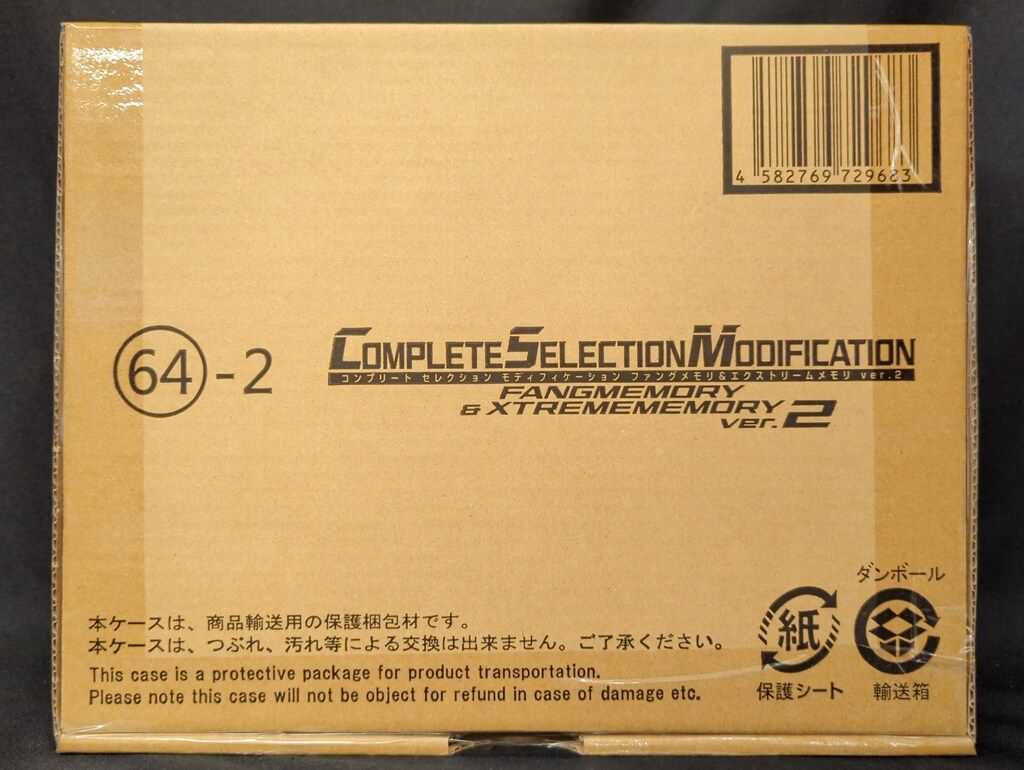 4 582769 729683
64-2
COMPLETE SELECTION MODIFICATION
コンプリート セレクション モディフィケーション ファングメモリ&エクストリームメモリ ver.2
FANGMEMORY
& XTREMEMEMORY
ver.2
ダンボール
紙
保護シート
輸送箱
本ケースは、商品輸送用の保護梱包材です。
本ケースは、つぶれ、汚れ等による交換は出来ません。ご了承ください。
This case is a protective package for product transportation.
Please note this case will not be object for refund in case of damage etc.